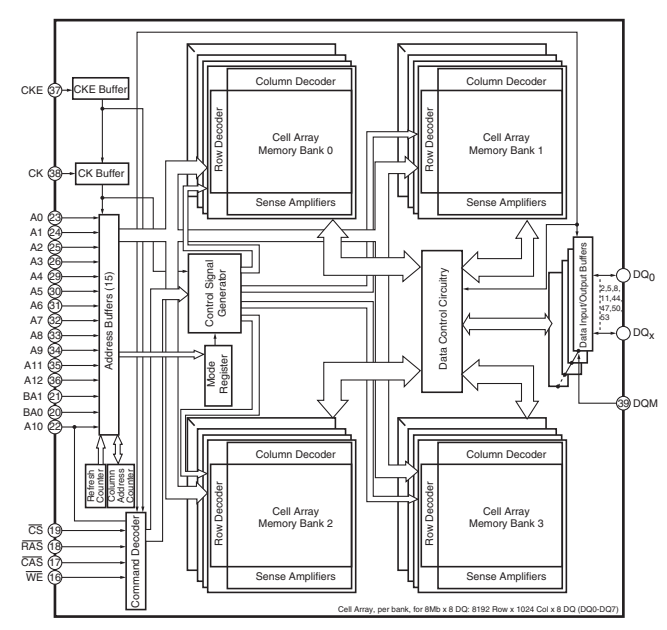 CKE 37 CKE Buffer
CK 38 CK Buffer
A0 23
A1 24
A2 25
A3 26
A4 29
A5 30
A6 31
A7 32
A8 33
A9 34
A11 35
A12 36
BA1 21
BA0 20
A10 22
Address Buffers (15)
Refresh
Counter
Column
Address
Counter
CS 19
RAS 18
CAS 17
WE 16
Command Decoder
Control Signal
Generator
Mode
Register
Column Decoder
Row Decoder
Cell Array
Memory Bank 0
Sense Amplifiers
Column Decoder
Row Decoder
Cell Array
Memory Bank 1
Sense Amplifiers
Data Control Circuitry
Data Input/Output Buffers
DQ0
2,5,8,
11,44,
47,50,
53
DQx
39 DQM
Column Decoder
Row Decoder
Cell Array
Memory Bank 2
Sense Amplifiers
Column Decoder
Row Decoder
Cell Array
Memory Bank 3
Sense Amplifiers
Cell Array, per bank, for 8Mb x 8 DQ: 8192 Row x 1024 Col x 8 DQ (DQ0-DQ7)